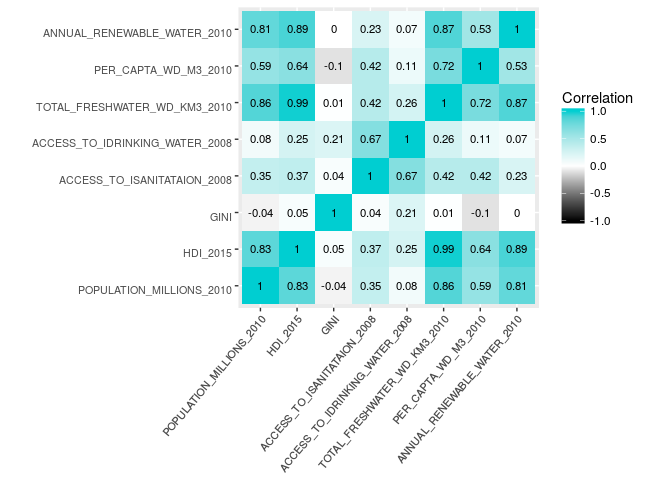 ANNUAL_RENEWABLE_WATER_2010 0.81 0.89 0 0.23 0.07 0.87 0.53 1
PER_CAPTA_WD_M3_2010 0.59 0.64 -0.1 0.42 0.11 0.72 1 0.53
TOTAL_FRESHWATER_WD_KM3_2010 0.86 0.99 0.01 0.42 0.26 1 0.72 0.87
ACCESS_TO_IDRINKING_WATER_2008 0.08 0.25 0.21 0.67 1 0.26 0.11 0.07
ACCESS_TO_ISANITATAION_2008 0.35 0.37 0.04 1 0.67 0.42 0.42 0.23
GINI -0.04 0.05 1 0.04 0.21 0.01 -0.1 0
HDI_2015 0.83 1 0.05 0.37 0.25 0.99 0.64 0.89
POPULATION_MILLIONS_2010 1 0.83 -0.04 0.35 0.08 0.86 0.59 0.81
POPULATION_MILLIONS_2010
HDI_2015
GINI
ACCESS_TO_ISANITATAION_2008
ACCESS_TO_IDRINKING_WATER_2008
TOTAL_FRESHWATER_WD_KM3_2010
PER_CAPTA_WD_M3_2010
ANNUAL_RENEWABLE_WATER_2010
Correlation
1.0
0.5
0.0
-0.5
-1.0